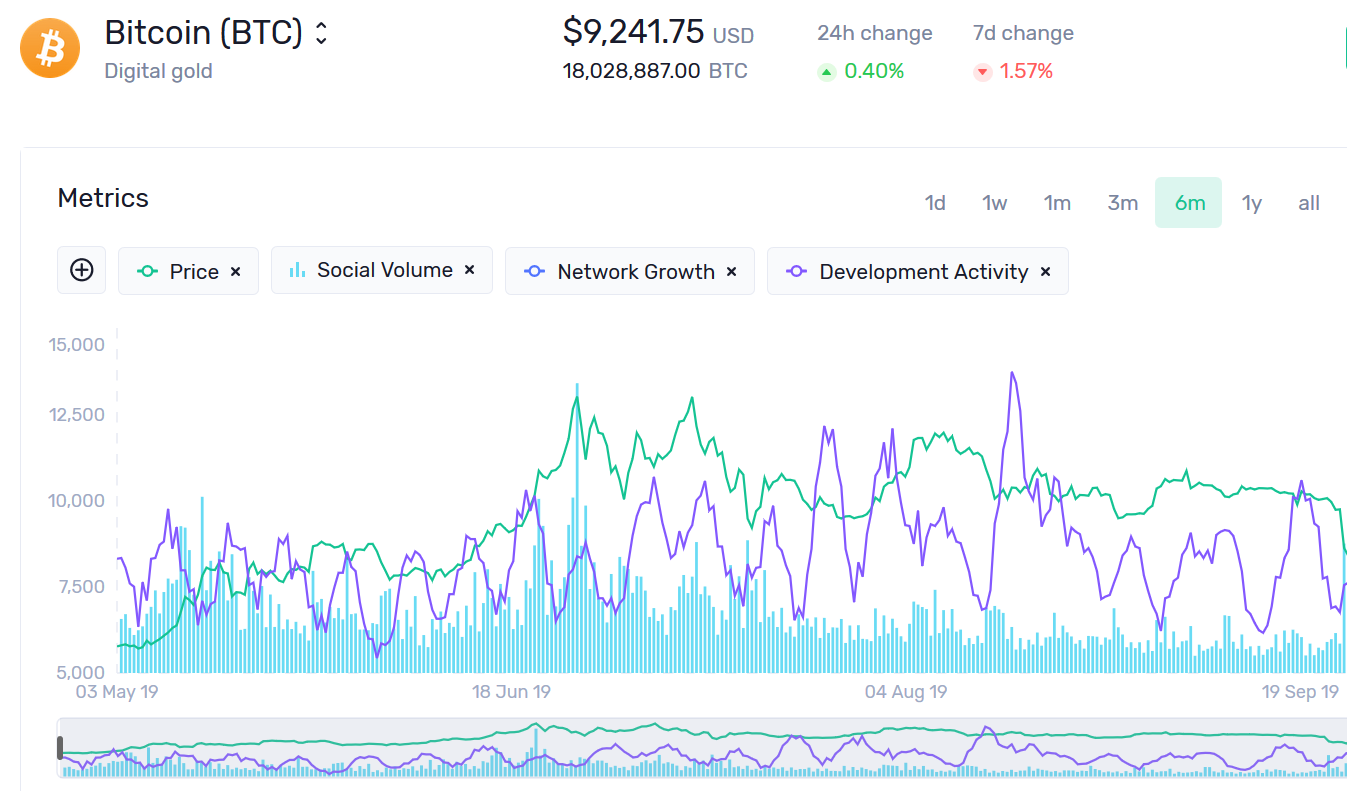 Bitcoin (BTC)
Digital gold
$9,241.75 USD
18,028,887.00 BTC
24h change
0.40%
7d change
1.57%
Metrics
1d 1w 1m 3m 6m 1y all
Price × Social Volume × Network Growth × Development Activity ×
15,000
12,500
10,000
7,500
5,000
03 May 19 18 Jun 19 04 Aug 19 19 Sep 19